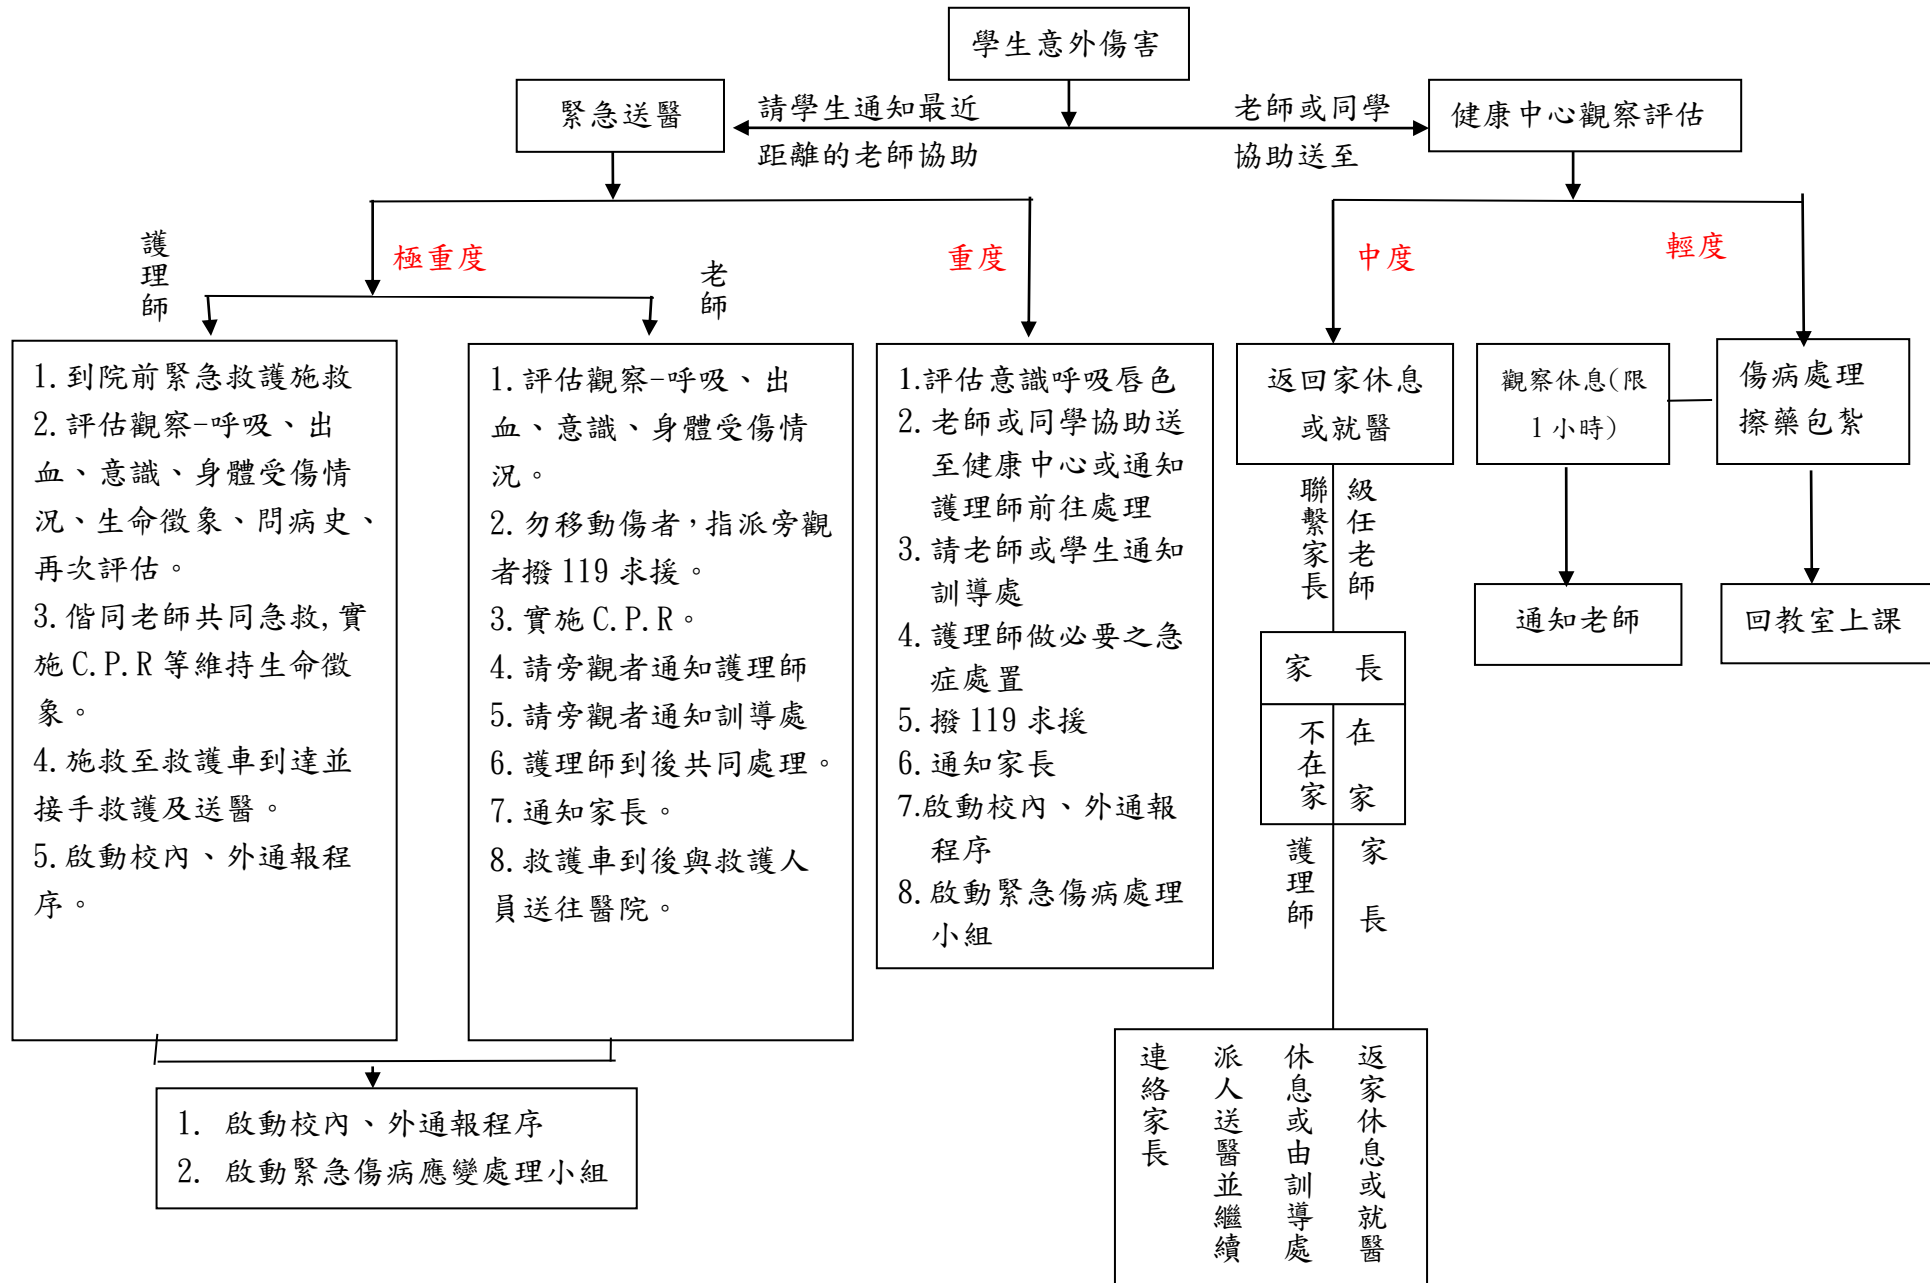 學生意外傷害
緊急送醫
請學生通知最近
距離的老師協助
老師或同學
協助送至
健康中心觀察評估
護理師
極重度
老師
重度
中度
輕度
1.到院前緊急救護施救
2.評估觀察-呼吸、出
血、意識、身體受傷情
況、生命徵象、問病史、
再次評估。
3.偕同老師共同急救,實
施C.P.R等維持生命徵
象。
4.施救至救護車到達並
接手救護及送醫。
5.啟動校內、外通報程
序。
1.評估觀察-呼吸、出
血、意識、身體受傷情
況。
2.勿移動傷者，指派旁觀
者撥119求援。
3.實施C.P.R。
4.請旁觀者通知護理師
5.請旁觀者通知訓導處
6.護理師到後共同處理。
7.通知家長。
8.救護車到後與救護人
員送往醫院。
1.評估意識呼吸唇色
2.老師或同學協助送
至健康中心或通知
護理師前往處理
3.請老師或學生通知
訓導處
4.護理師做必要之急
症處置
5.撥119求援
6.通知家長
7.啟動校內、外通報
程序
8.啟動緊急傷病處理
小組
返回家休息
或就醫
觀察休息(限
1小時)
傷病處理
擦藥包紮
級任老師
聯繫家長
通知老師
回教室上課
家 長
在 家
不在家
家 長
護理師
返家休息或就醫
休息或由訓導處
派人送醫並繼續
連絡家長
1. 啟動校內、外通報程序
2. 啟動緊急傷病應變處理小組